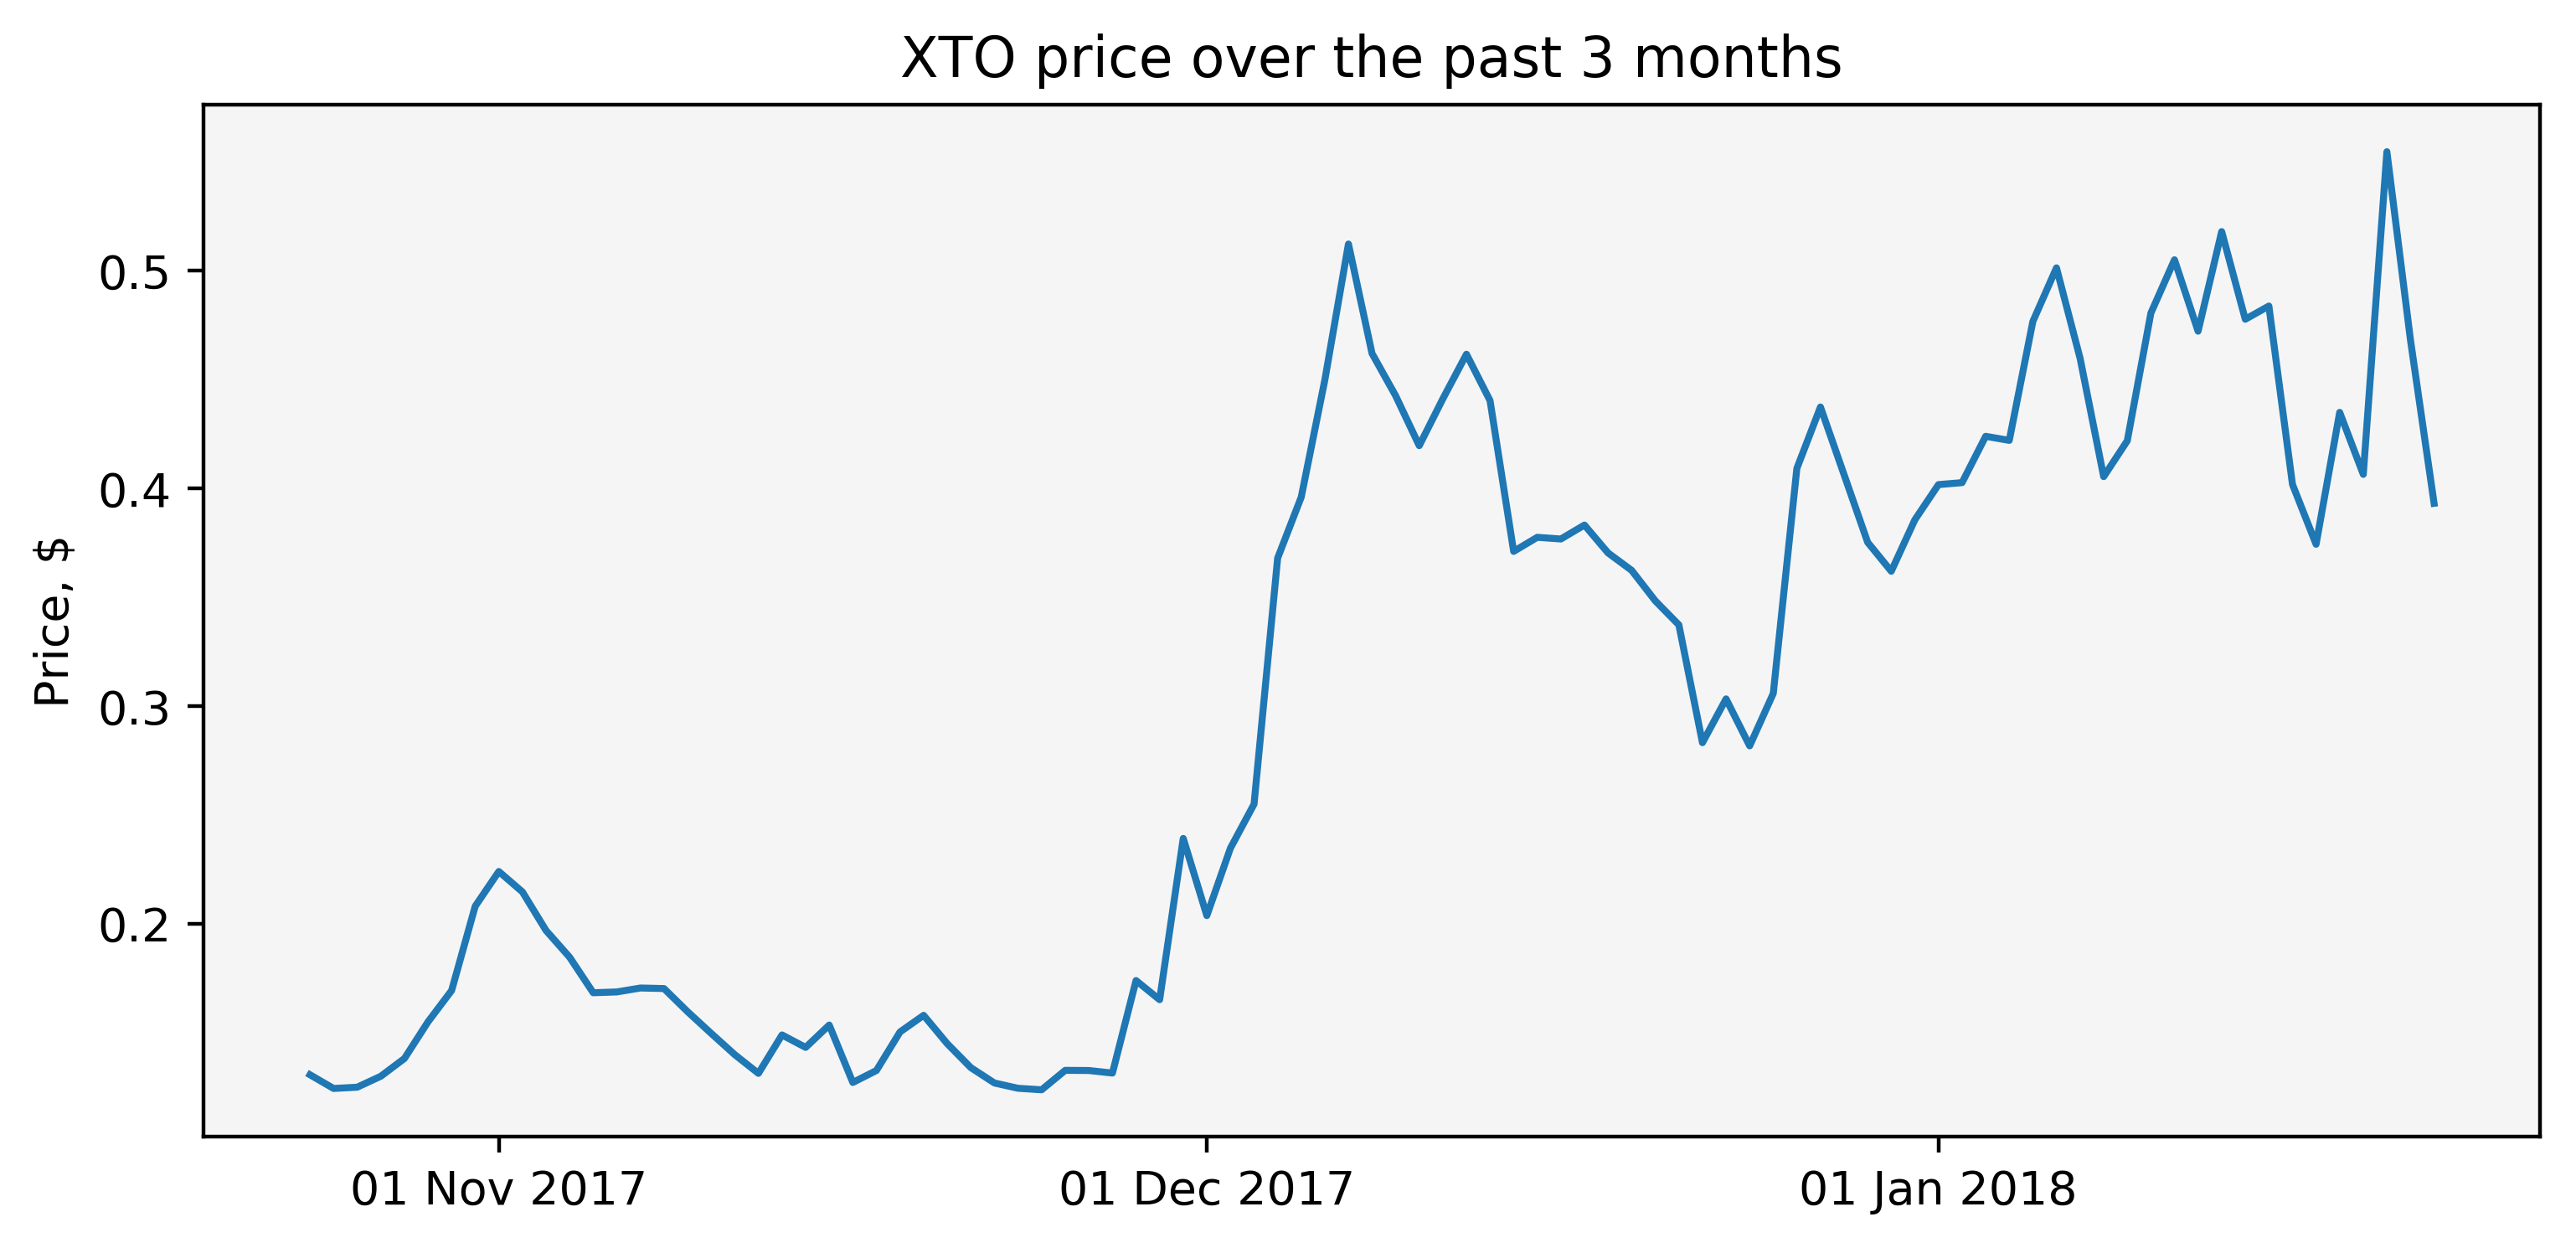 XTO price over the past 3 months
Price, $
0.5
0.4
0.3
0.2
01 Nov 2017
01 Dec 2017
01 Jan 2018